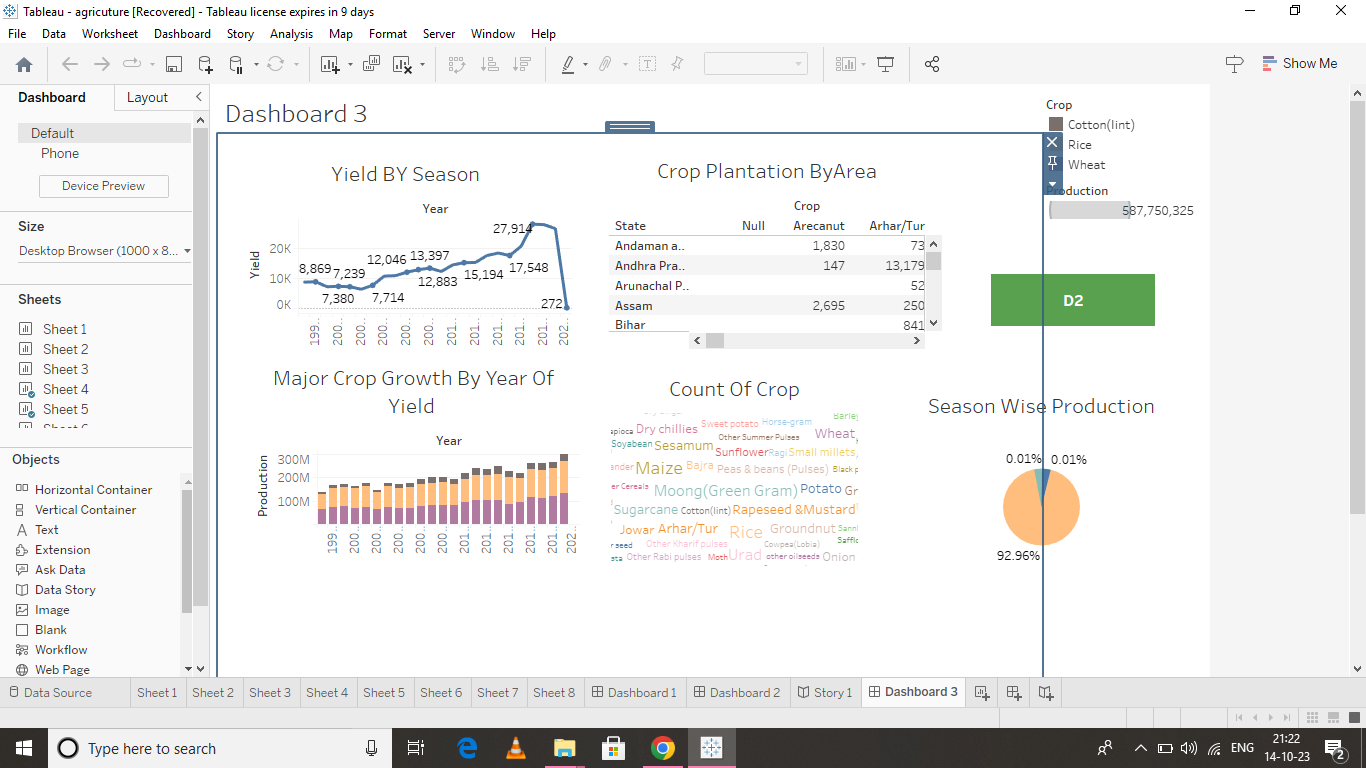 Tableau - agricuture [Recovered] - Tableau license expires in 9 days
File Data Worksheet Dashboard Story Analysis Map Format Server Window Help
Show Me
Dashboard Layout
Default
Phone
Device Preview
Size
Desktop Browser (1000 x 8...
Sheets
Sheet 1
Sheet 2
Sheet 3
Sheet 4
Sheet 5
Objects
Horizontal Container
Vertical Container
Text
Extension
Ask Data
Data Story
Image
Blank
Workflow
Web Page
Dashboard 3
Yield BY Season
Year
Yield
20K
10K
0K
8,869
7,380
7,239
7,714
12,046
13,397
12,883
15,194
27,914
17,548
272
199.. 200.. 200.. 200.. 200.. 200.. 201.. 201.. 201.. 201.. 201.. 202..
Crop Plantation ByArea
Crop
State Null Arecanut Arhar/Tur
Andaman a.. 1,830 73
Andhra Pra.. 147 13,179
Arunachal P.. 52
Assam 2,695 250
Bihar 841
Crop
Cotton(lint)
Rice
Wheat
Production
587,750,325
D2
Major Crop Growth By Year Of
Yield
Year
Production
300M
200M
100M
199.. 200.. 200.. 200.. 200.. 200.. 201.. 201.. 201.. 201.. 201.. 202..
Count Of Crop
Barley
apioca Dry chillies Sweet potato Horse-gram
Soyabean Sesamum Other Summer Pulses Wheat
Sunflower Ragi Small millets
ander Maize Bajra Peas & beans (Pulses) Black p
er Cereals Moong(Green Gram) Potato Gr
Sugarcane Cotton(lint) Rapeseed &Mustard
Jowar Arhar/Tur Rice Groundnut Sann
r seed Other Kharif pulses Cowpea(Lobia) Saffl
sta Other Rabi pulses Moth Urad other oilseeds Onion
Season Wise Production
0.01% 0.01%
92.96%
Data Source Sheet 1 Sheet 2 Sheet 3 Sheet 4 Sheet 5 Sheet 6 Sheet 7 Sheet 8 Dashboard 1 Dashboard 2 Story 1 Dashboard 3
Type here to search
ENG
21:22
14-10-23
2